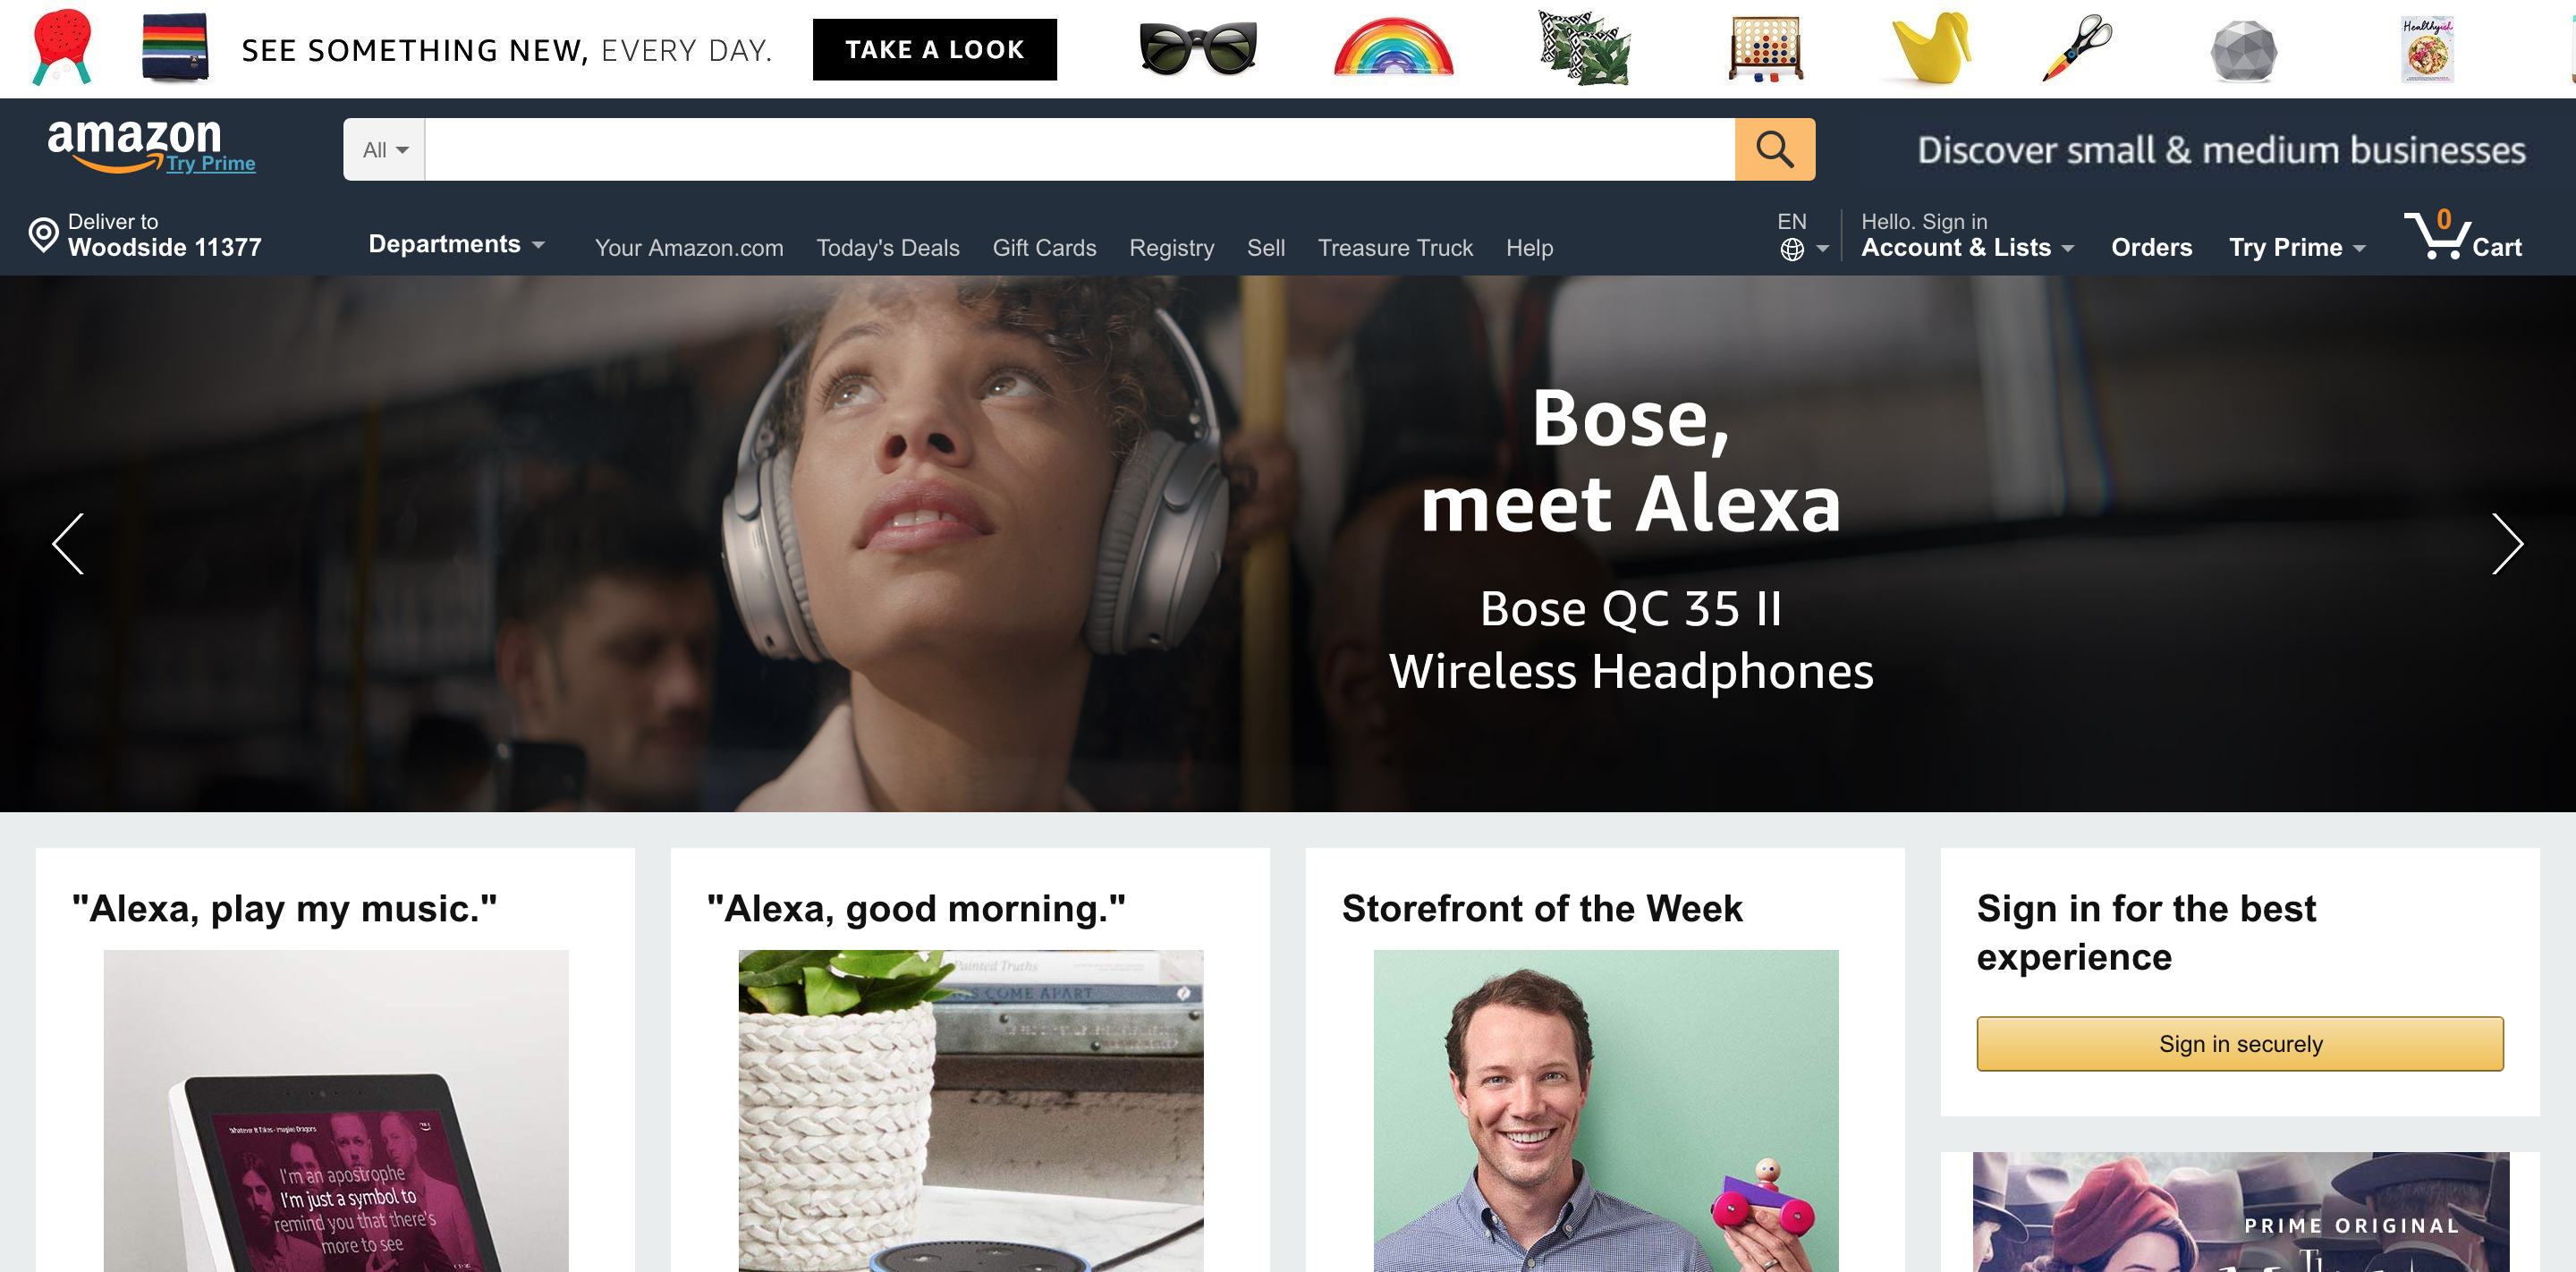 SEE SOMETHING NEW, EVERY DAY.
TAKE A LOOK
Healthyish
amazon
Try Prime
All
Discover small & medium businesses
Deliver to
Woodside 11377
Departments
Your Amazon.com
Today's Deals
Gift Cards
Registry
Sell
Treasure Truck
Help
EN
Hello. Sign in
Account & Lists
Orders
Try Prime
0
Cart
Bose,
meet Alexa
Bose QC 35 II
Wireless Headphones
"Alexa, play my music."
Whatever It Takes - Imagine Dragons
I'm an apostrophe
I'm just a symbol to
remind you that there's
more to see
"Alexa, good morning."
Painted Truths
COME APART
Storefront of the Week
Sign in for the best
experience
Sign in securely
PRIME ORIGINAL